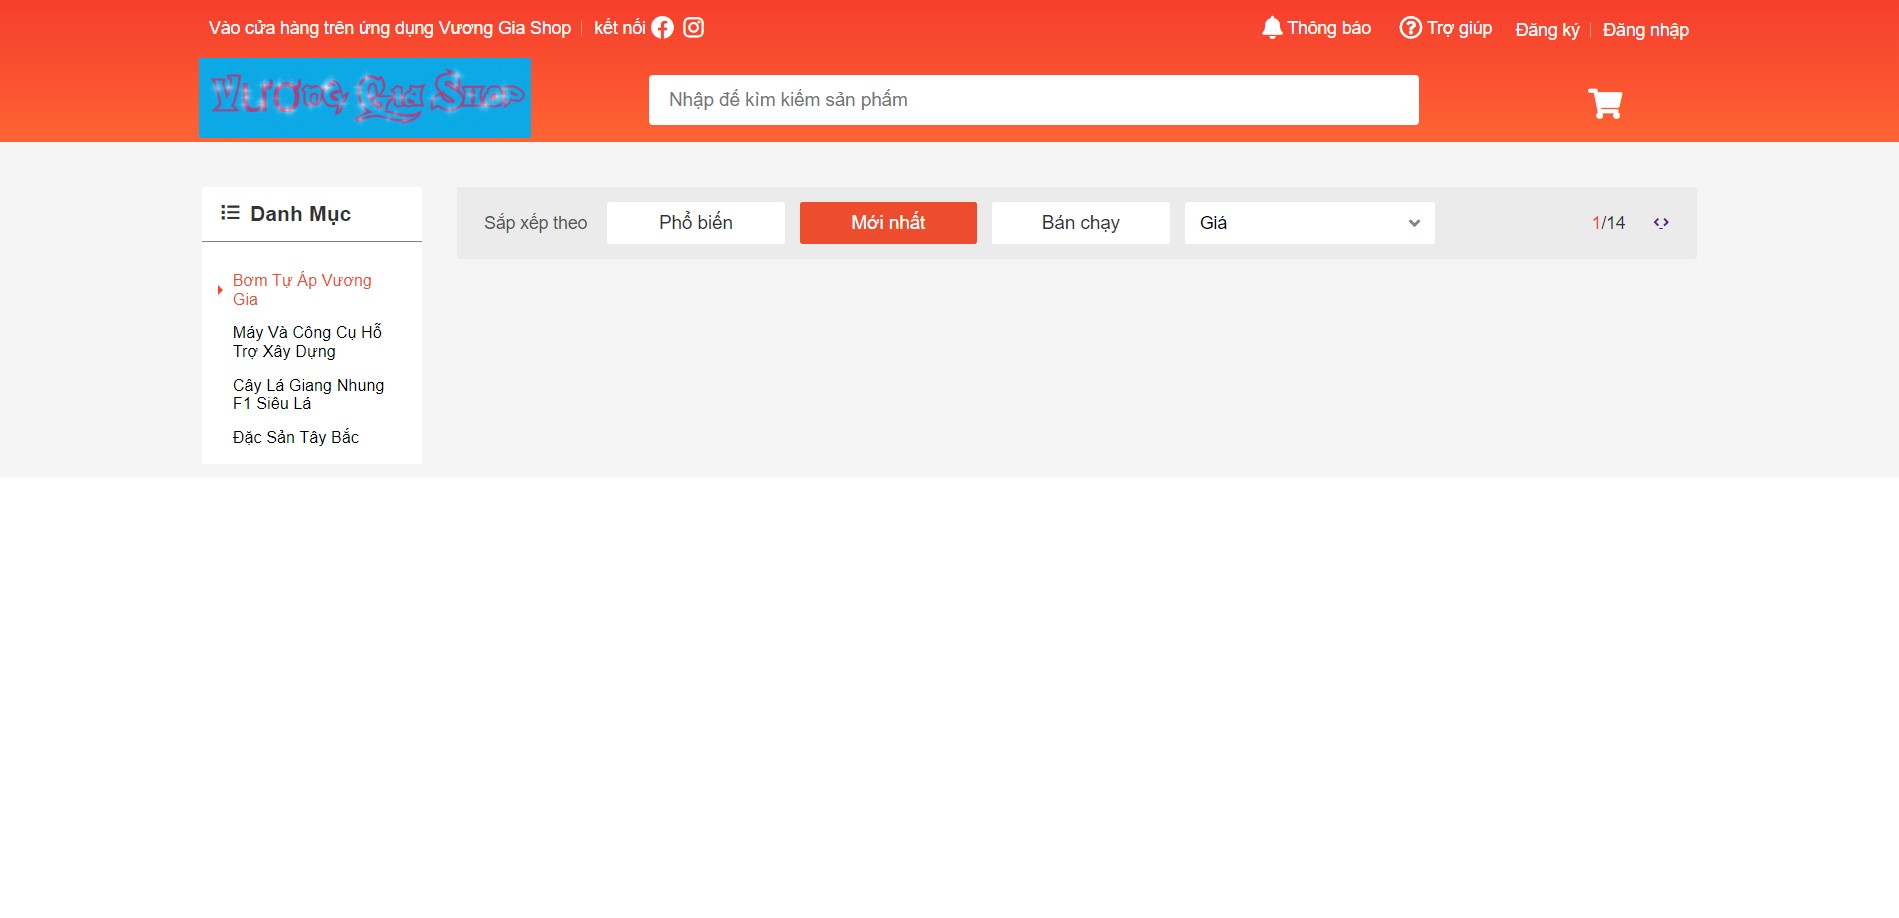 Vào cửa hàng trên ứng dụng Vương Gia Shop
kết nối
Thông báo
Trợ giúp
Đăng ký
Đăng nhập
Vương Gia Shop
Nhập để kìm kiếm sản phẩm
Danh Mục
Bơm Tự Áp Vương
Gia
Máy Và Công Cụ Hỗ
Trợ Xây Dựng
Cây Lá Giang Nhung
F1 Siêu Lá
Đặc Sản Tây Bắc
Sắp xếp theo
Phổ biến
Mới nhất
Bán chạy
Giá
1/14